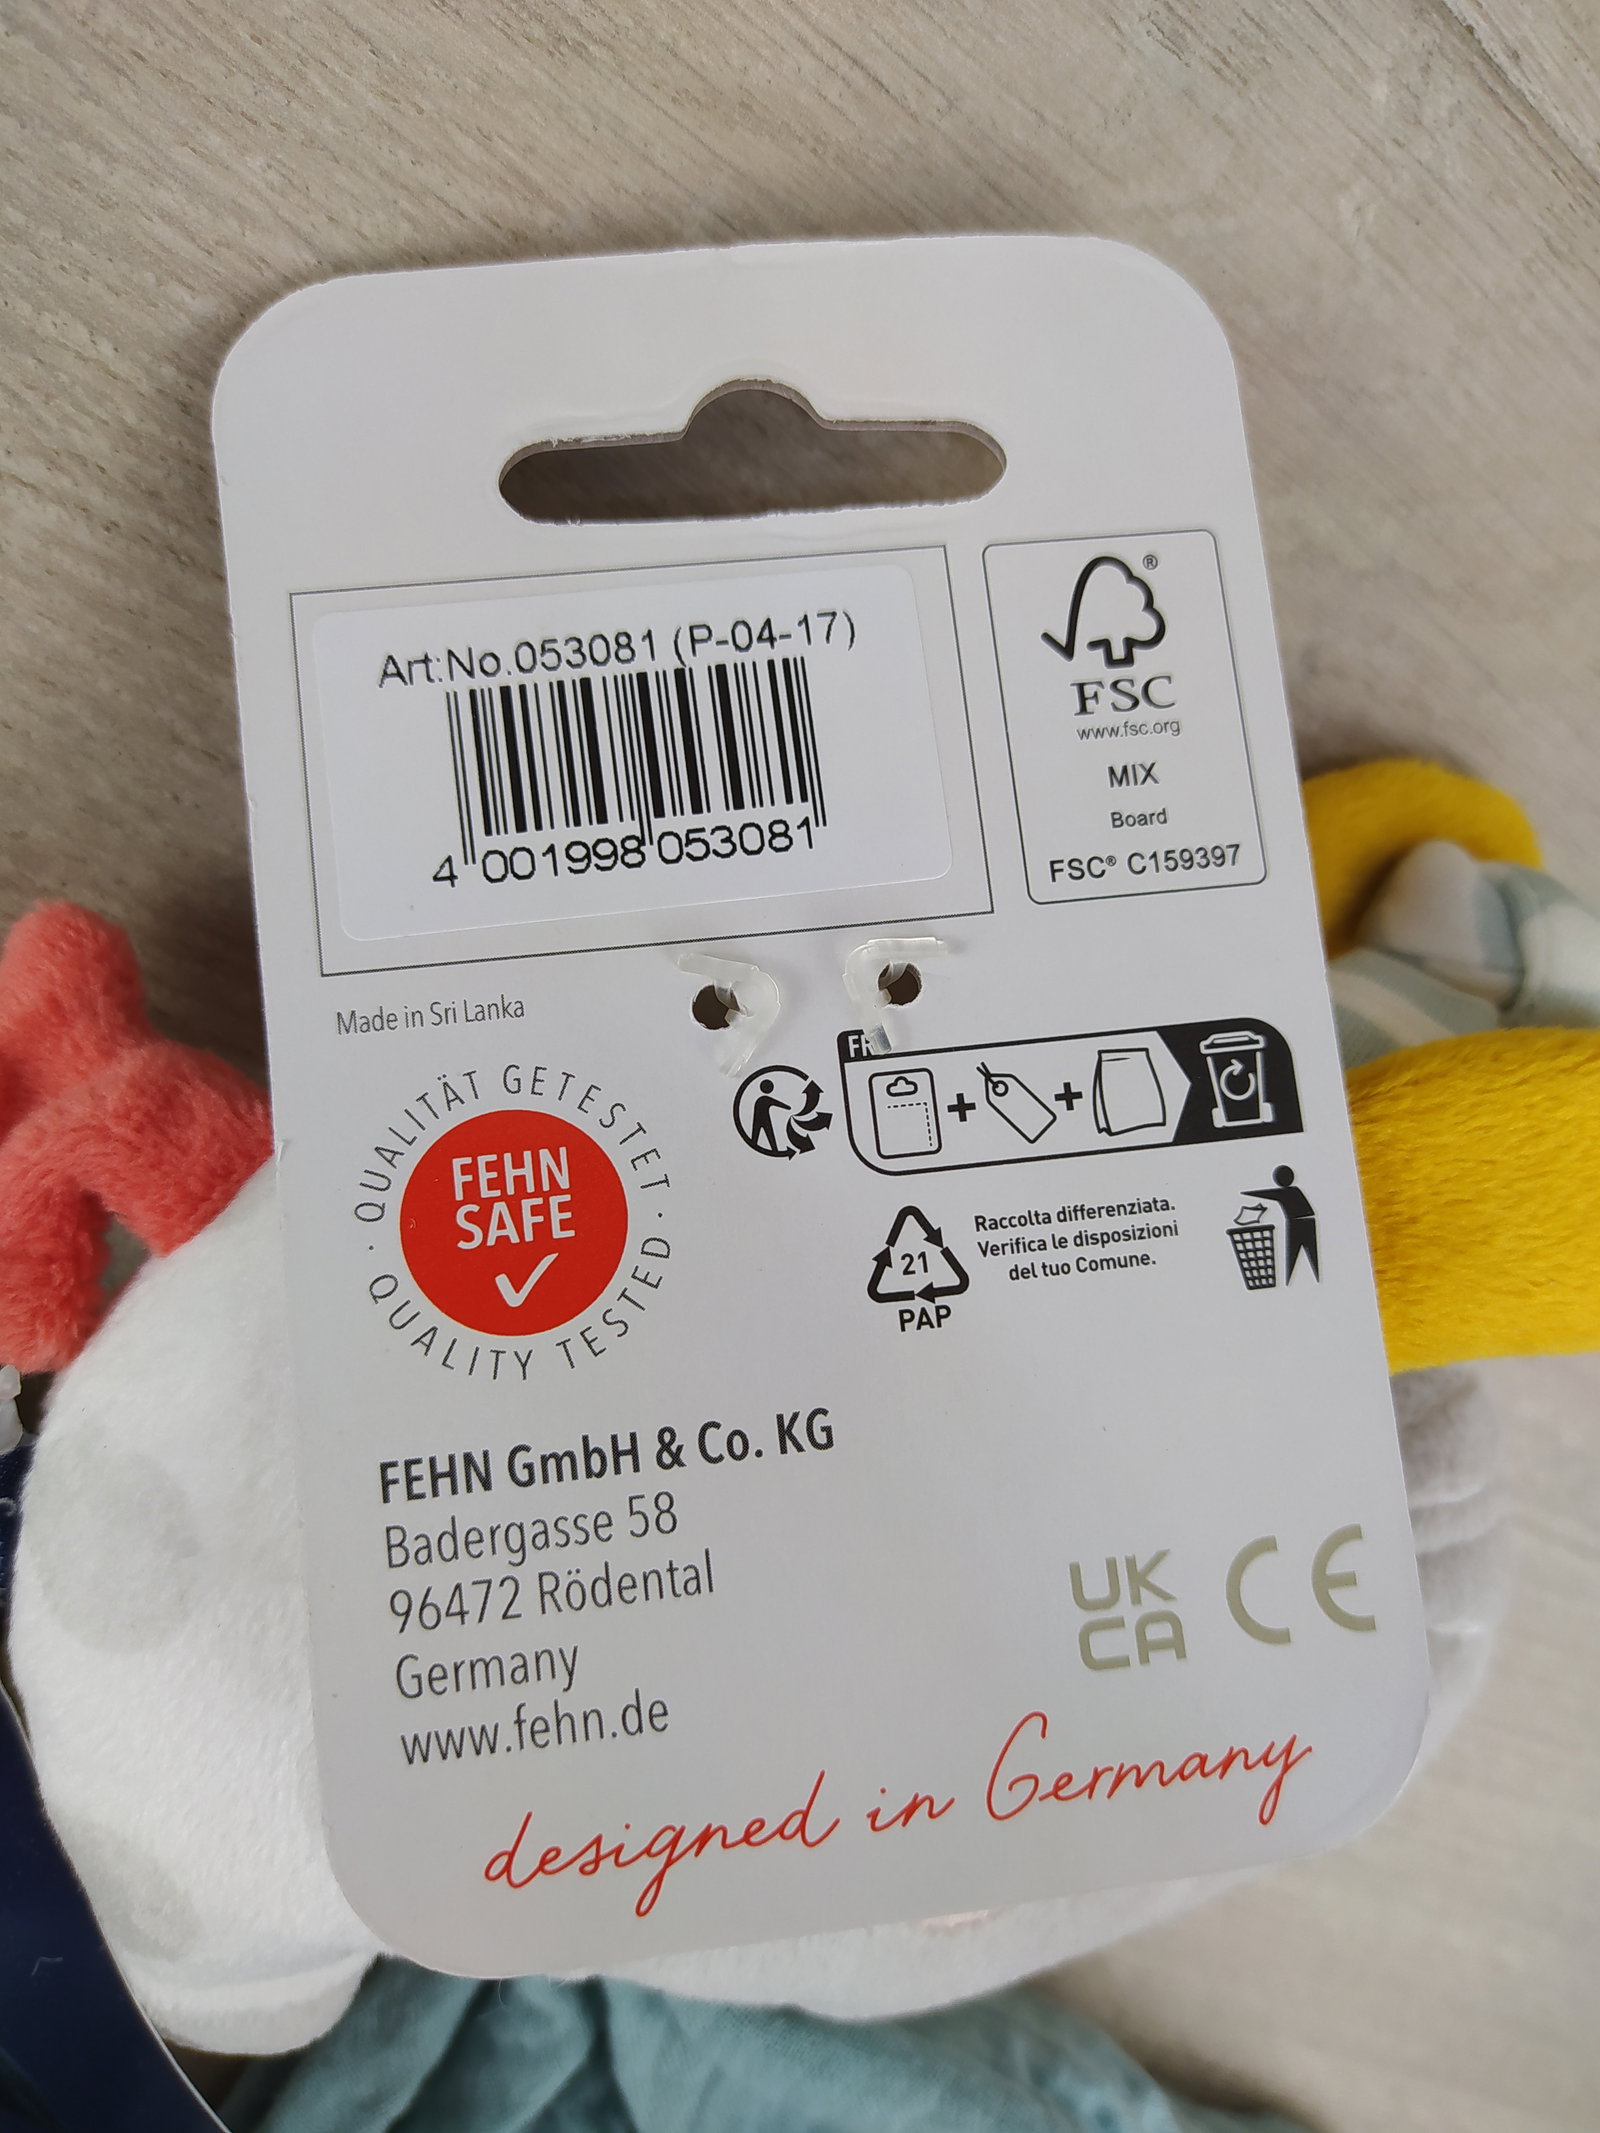 Art.No.053081 (P-04-17)
4 001998 053081
®
FSC
www.fsc.org
MIX
Board
FSC® C159397
Made in Sri Lanka
· QUALITÄT GETESTET ·
FEHN
SAFE
QUALITY TESTED
FR
21
PAP
Raccolta differenziata.
Verifica le disposizioni
del tuo Comune.
FEHN GmbH & Co. KG
Badergasse 58
96472 Rödental
Germany
www.fehn.de
UK
CA
CE
designed in Germany